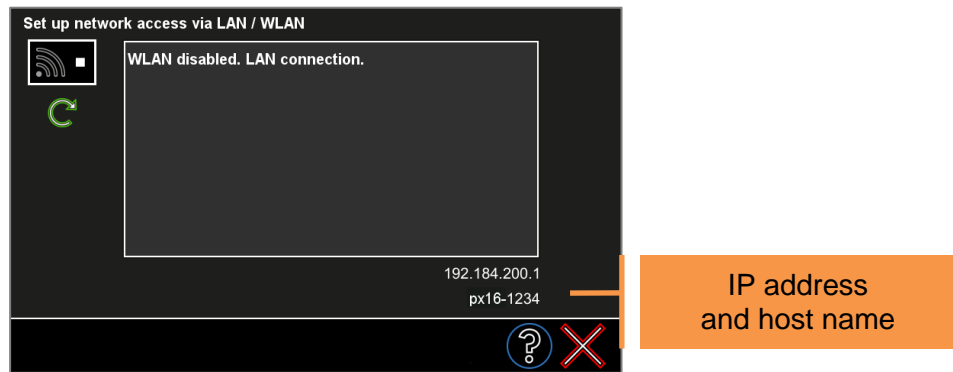 Set up network access via LAN / WLAN
WLAN disabled. LAN connection.
192.184.200.1
px16-1234
IP address
and host name
?